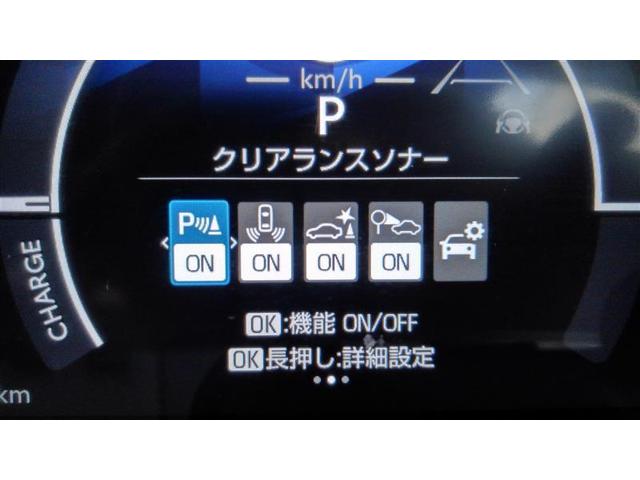 km/h
P
クリアランスソナー
P
ON ON ON ON
OK:機能 ON/OFF
OK長押し:詳細設定
CHARGE
km